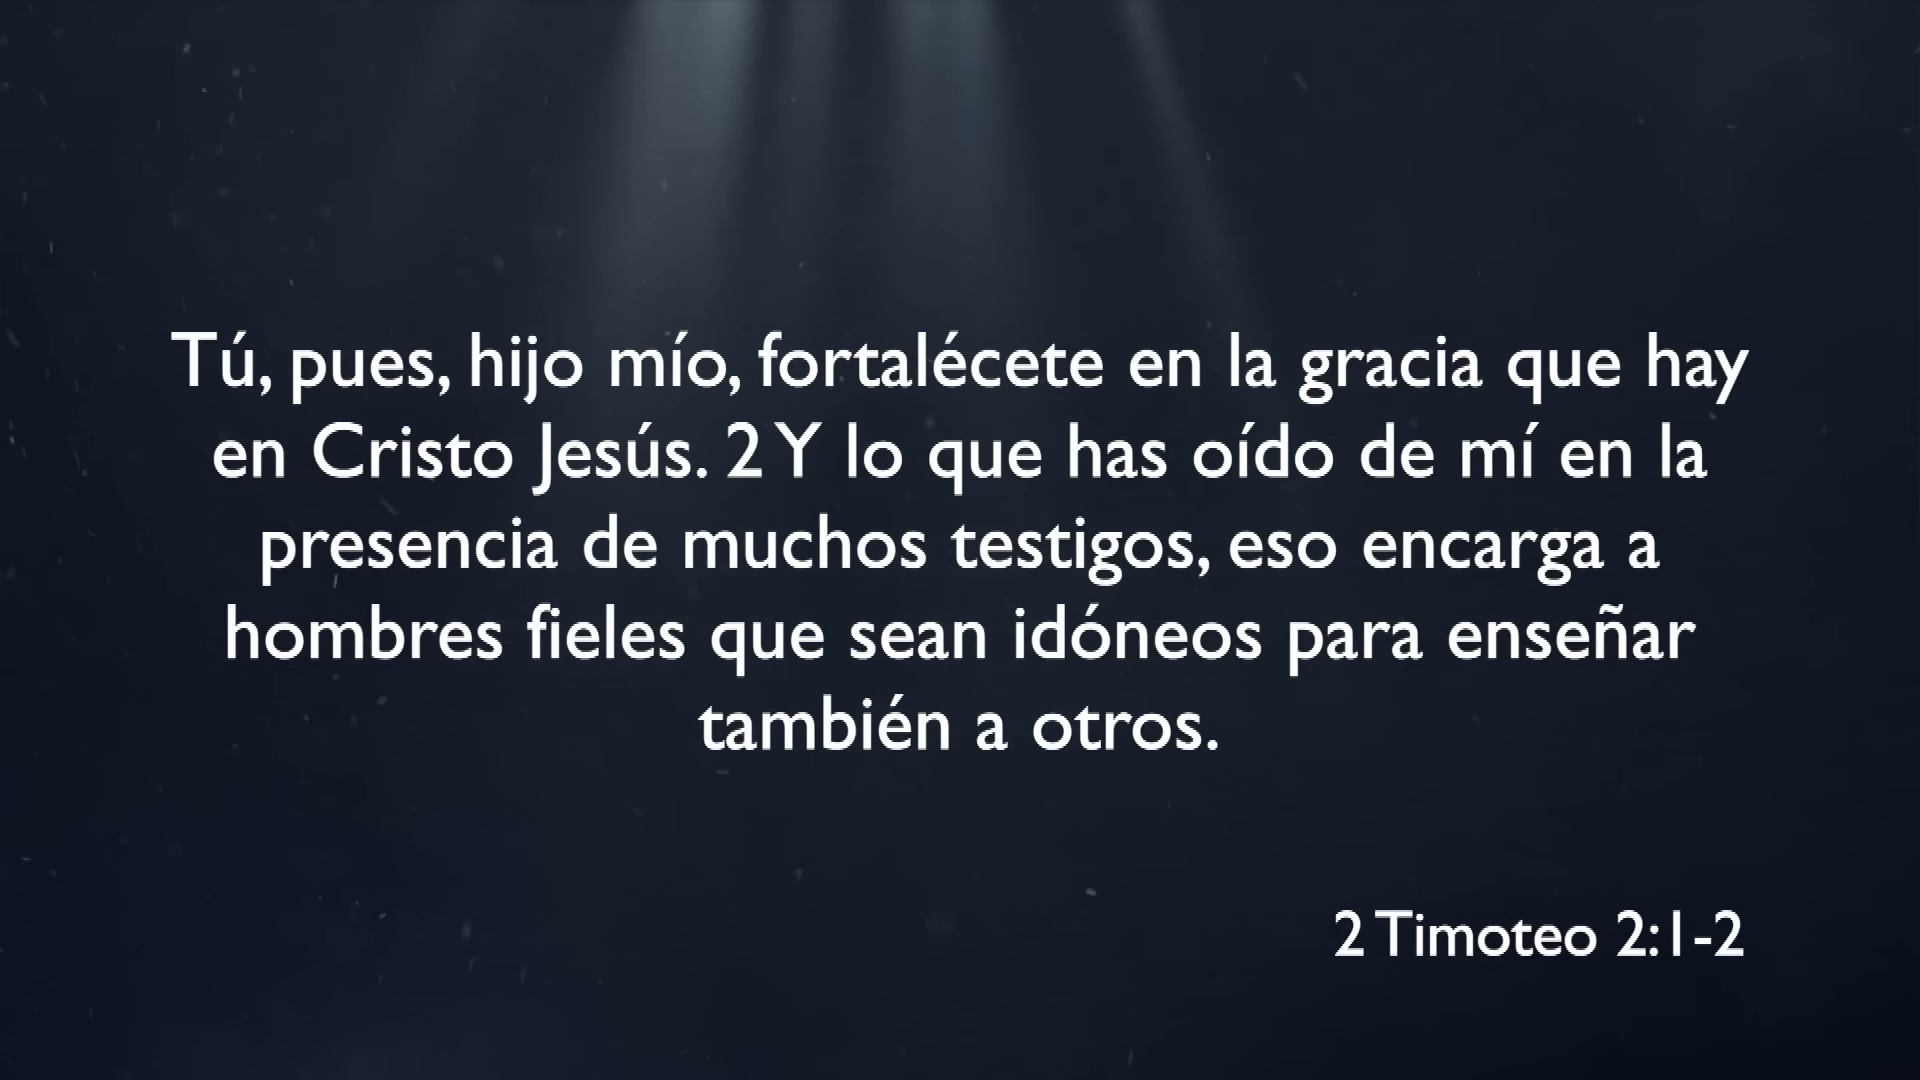 Tú, pues, hijo mío, fortalécete en la gracia que hay
en Cristo Jesús. 2 Y lo que has oído de mí en la
presencia de muchos testigos, eso encarga a
hombres fieles que sean idóneos para enseñar
también a otros.
2 Timoteo 2:1-2